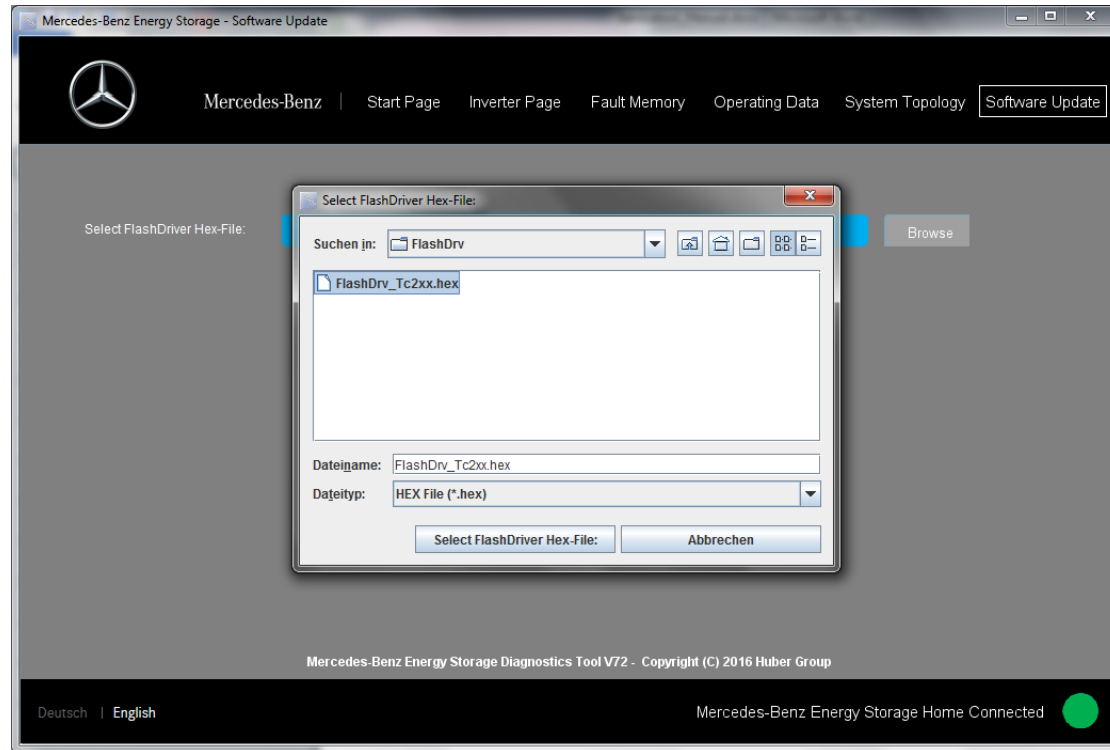 Mercedes-Benz Energy Storage - Software Update
Mercedes-Benz | Start Page Inverter Page Fault Memory Operating Data System Topology Software Update
Select FlashDriver Hex-File:
Suchen in: FlashDrv
Select FlashDriver Hex-File: Browse
FlashDrv_Tc2xx.hex
Dateiname: FlashDrv_Tc2xx.hex
Dateityp: HEX File (*.hex)
Select FlashDriver Hex-File: Abbrechen
Mercedes-Benz Energy Storage Diagnostics Tool V72 - Copyright (C) 2016 Huber Group
Deutsch | English Mercedes-Benz Energy Storage Home Connected